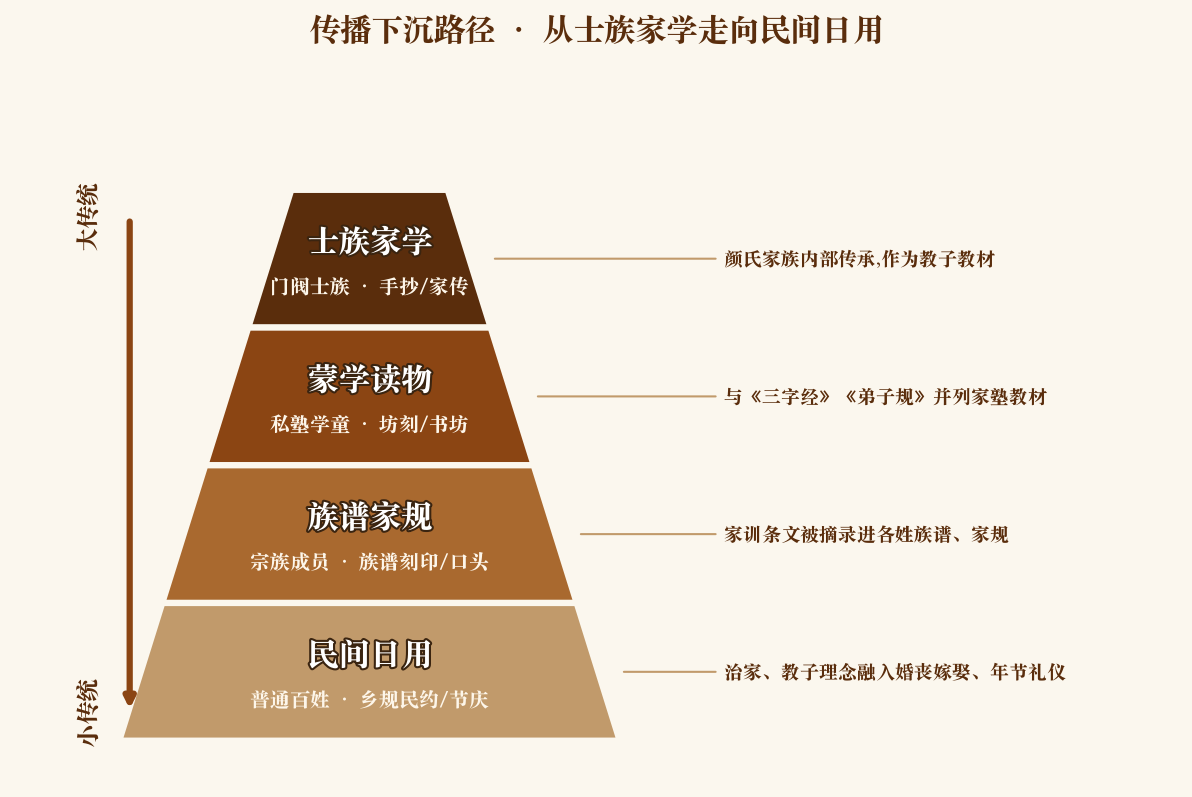 传播下沉路径 · 从士族家学走向民间日用
大传统
士族家学
门阀士族 · 手抄/家传
颜氏家族内部传承,作为教子教材
蒙学读物
私塾学童 · 坊刻/书坊
与《三字经》《弟子规》并列家塾教材
族谱家规
宗族成员 · 族谱刻印/口头
家训条文被摘录进各姓族谱、家规
民间日用
普通百姓 · 乡规民约/节庆
治家、教子理念融入婚丧嫁娶、年节礼仪
小传统